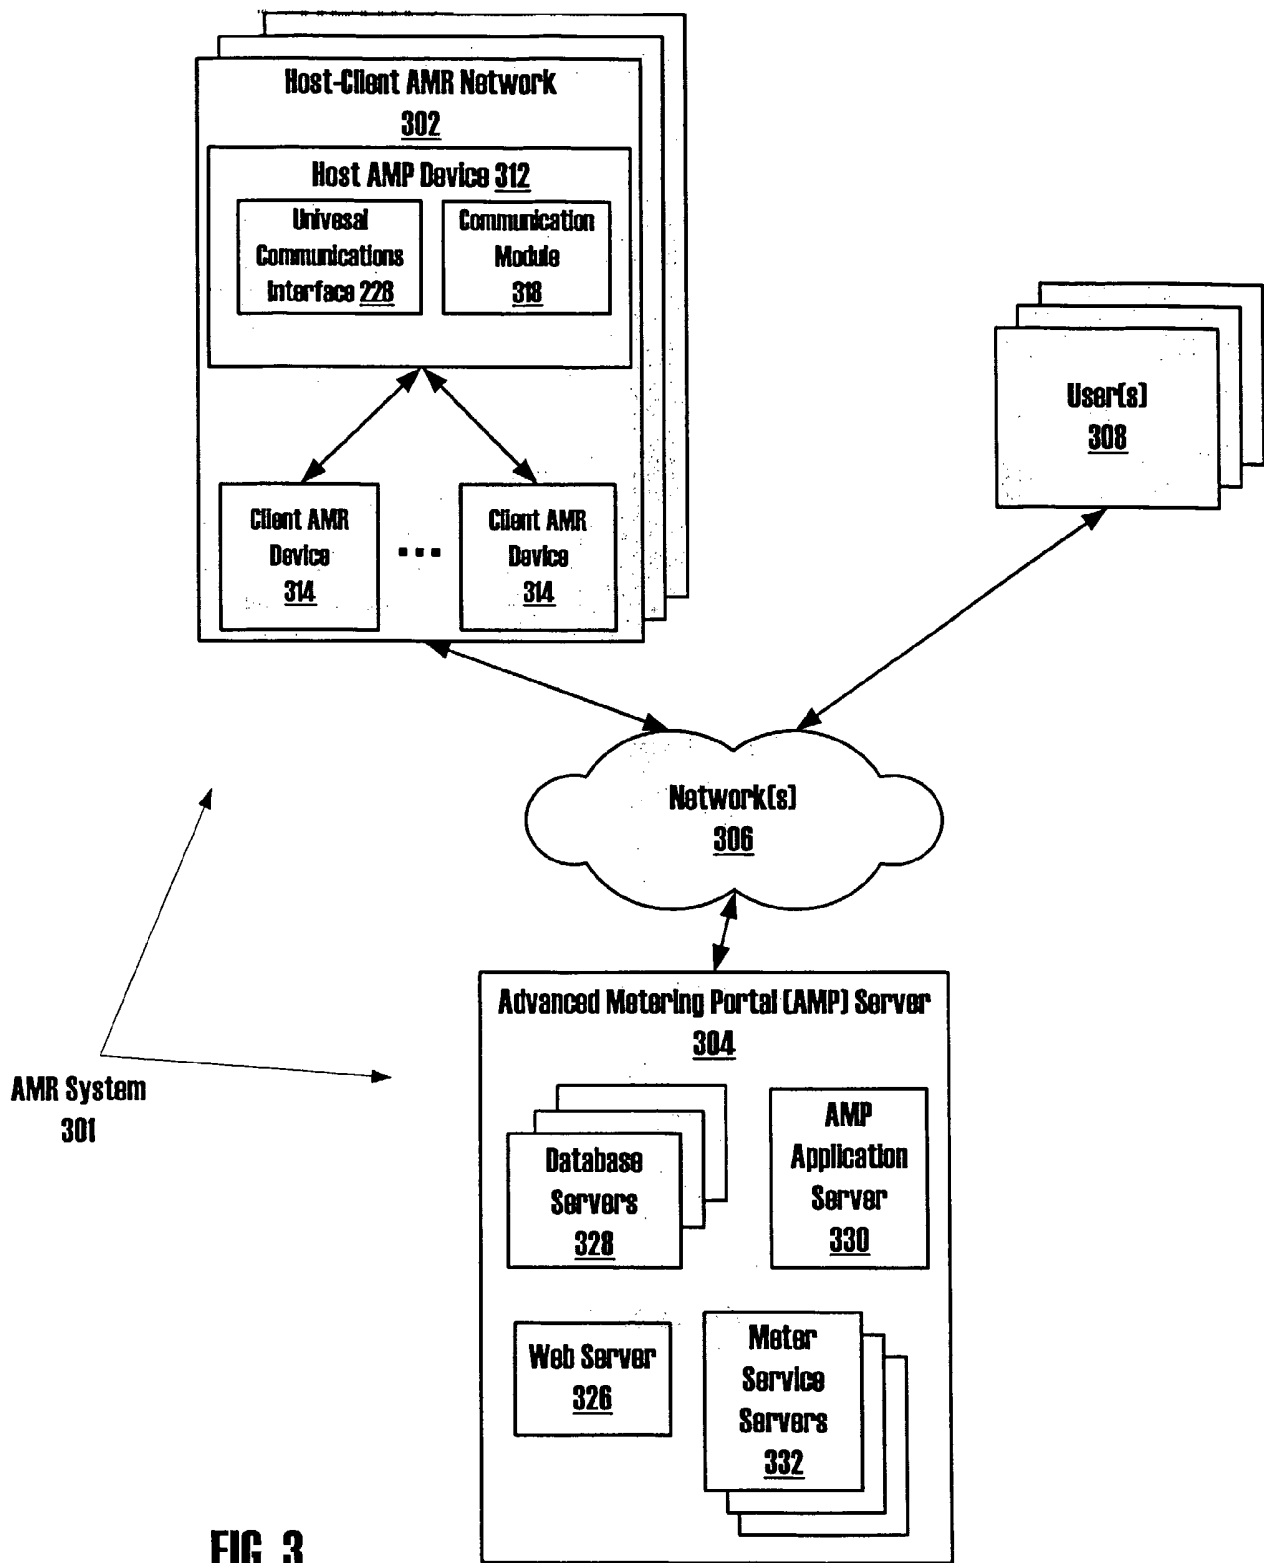 Host-Client AMR Network
302
Host AMP Device 312
Univesal
Communications
Interface 228
Communication
Module
318
Client AMR
Device
314
...
Client AMR
Device
314
User(s)
308
Network(s)
306
AMR System
301
Advanced Metering Portal (AMP) Server
304
Database
Servers
328
AMP
Application
Server
330
Web Server
326
Meter
Service
Servers
332
FIG. 3